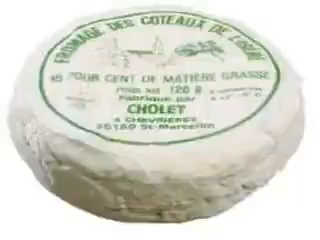 FROMAGE DES COTEAUX DE L'ISÈRE
45 POUR CENT DE MATIÈRE GRASSE
POIDS NET 120 g
Fabriqué par
CHOLET
A CHEVRIÈRES
38160 St-Marcellin